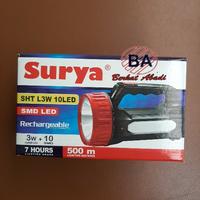 BA
Berkat Abadi
Surya
SHT L3W 10LED
SMD LED
Rechargeable
3W + 10
7 HOURS
500 m